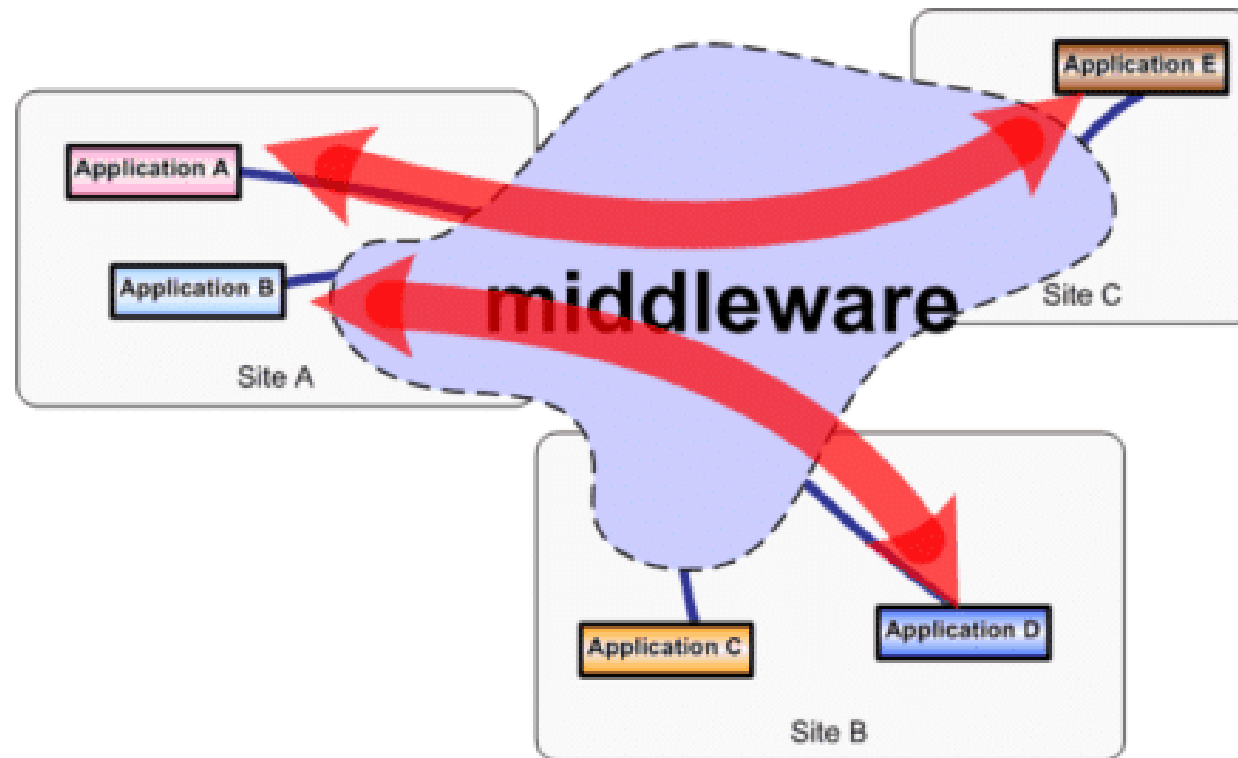 Application E
Application A
Application B
middleware
Site C
Site A
Application C
Application D
Site B